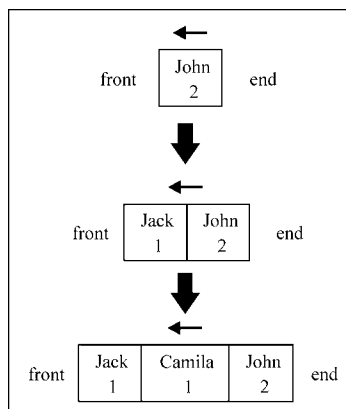 John
front 2 end
Jack John
front 1 2 end
Jack Camila John
front 1 1 2 end